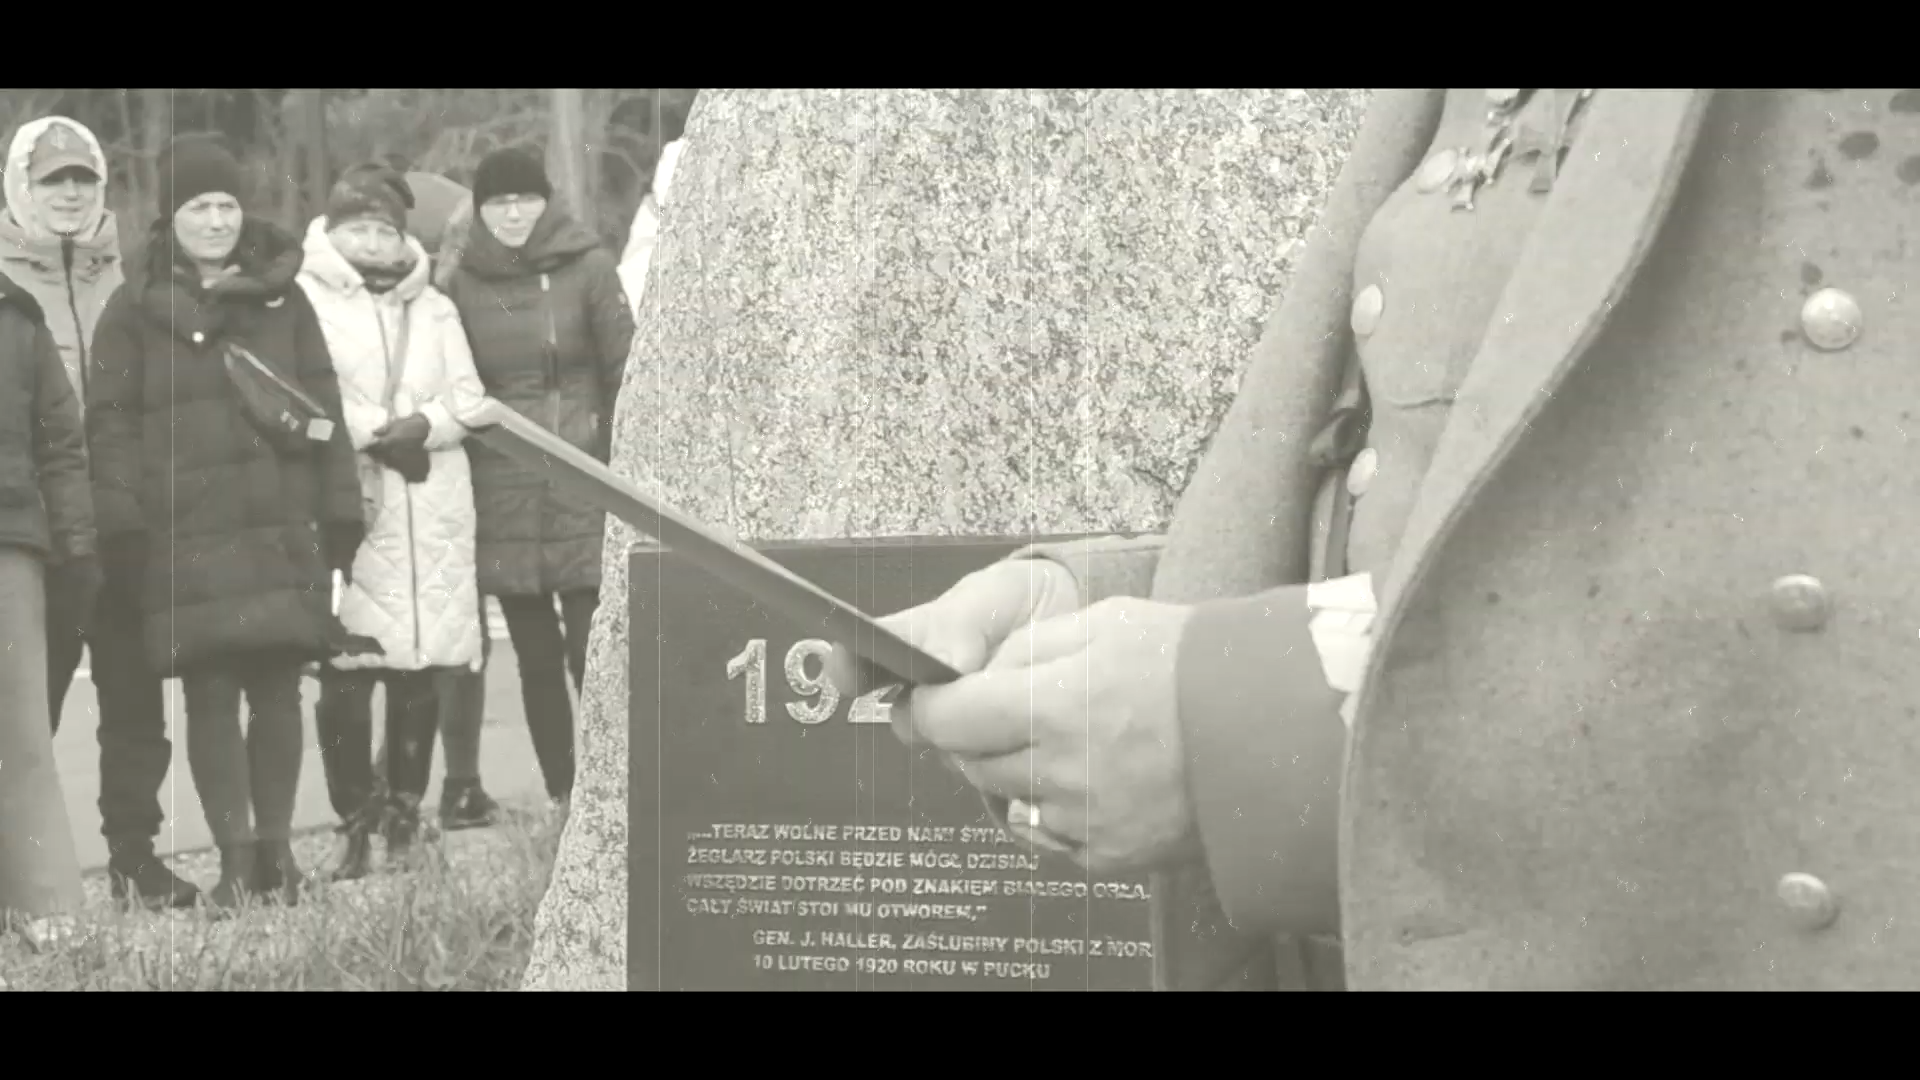 192
„...TERAZ WOLNE PRZED NAMI ŚWIA
ŻEGLARZ POLSKI BĘDZIE MÓGŁ DZISIAJ
WSZĘDZIE DOTRZEĆ POD ZNAKIEM BIAŁEGO ORŁA,
CAŁY ŚWIAT STOI MU OTWOREM,"
GEN. J. HALLER, ZAŚLUBINY POLSKI Z MOR
10 LUTEGO 1920 ROKU W PUCKU